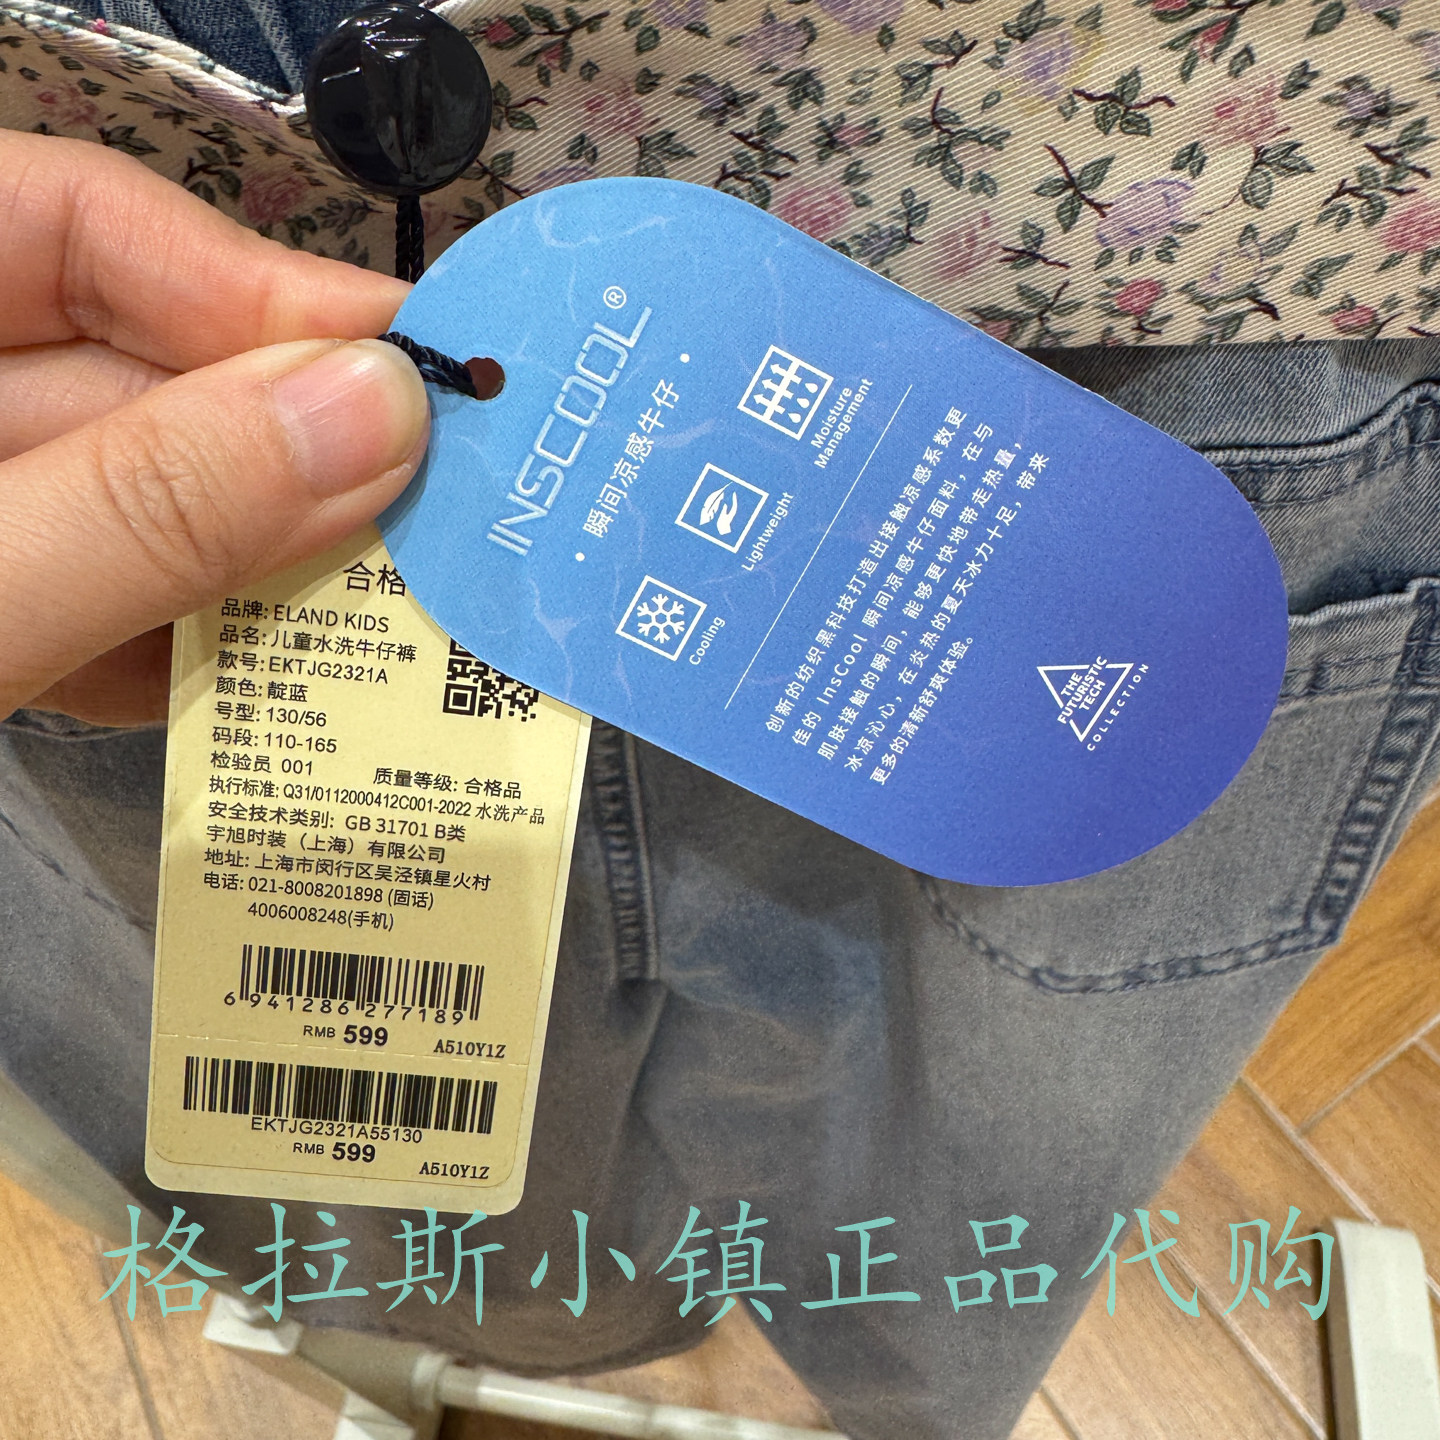 INSCOOL®
• 瞬间凉感牛仔 •
Cooling
Lightweight
Moisture
Management
创新的纺织黑科技打造出接触凉感系数更
佳的 InsCool 瞬间凉感牛仔面料，在与
肌肤接触的瞬间，能够更快地带走热量，
冰凉沁心，在炎热的夏天冰力十足，带来
更多的清新舒爽体验。
THE
FUTURISTIC
TECH
COLLECTION
合格
品牌: ELAND KIDS
品名: 儿童水洗牛仔裤
款号: EKTJG2321A
颜色: 靛蓝
号型: 130/56
码段: 110-165
检验员 001 质量等级: 合格品
执行标准: Q31/0112000412C001-2022 水洗产品
安全技术类别: GB 31701 B类
宇旭时装（上海）有限公司
地址: 上海市闵行区吴泾镇星火村
电话: 021-8008201898 (固话)
4006008248(手机)
6 941286 277189
RMB 599
A510Y1Z
EKTJG2321A55130
RMB 599
A510Y1Z
格拉斯小镇正品代购